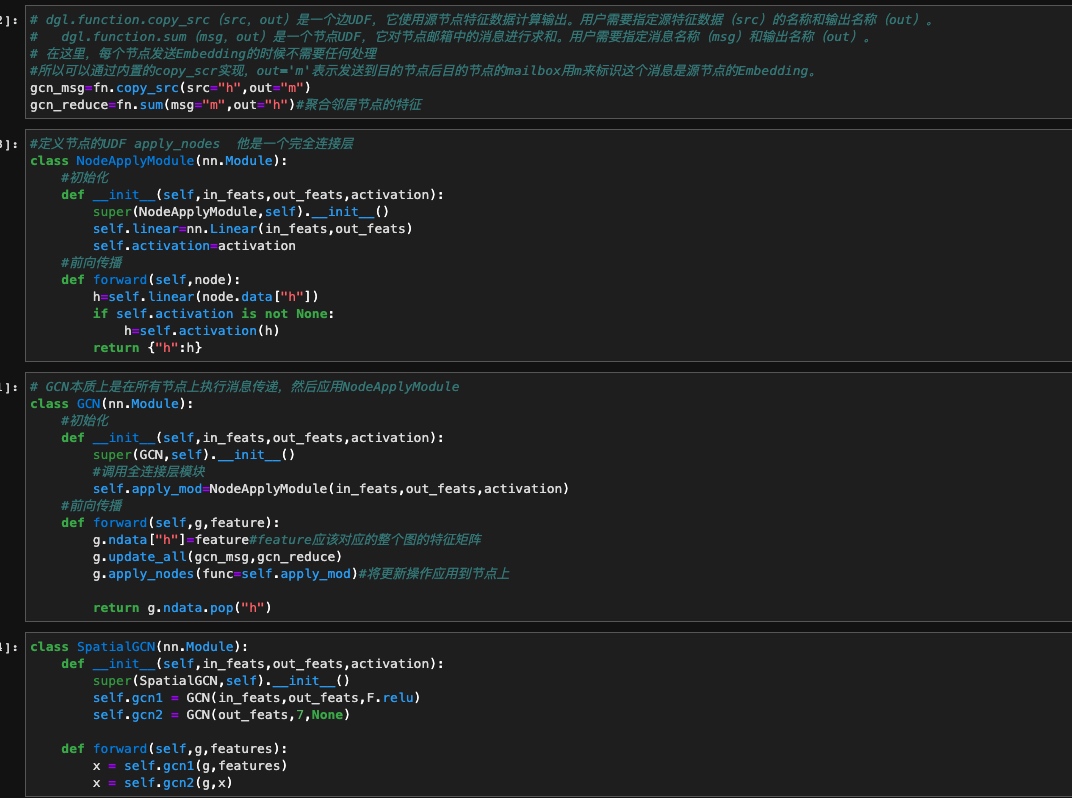 2]: # dgl.function.copy_src（src，out）是一个边UDF，它使用源节点特征数据计算输出。用户需要指定源特征数据（src）的名称和输出名称（out）。
#   dgl.function.sum（msg，out）是一个节点UDF，它对节点邮箱中的消息进行求和。用户需要指定消息名称（msg）和输出名称（out）。
# 在这里，每个节点发送Embedding的时候不需要任何处理
#所以可以通过内置的copy_scr实现，out='m'表示发送到目的节点后目的节点的mailbox用m来标识这个消息是源节点的Embedding。
gcn_msg=fn.copy_src(src="h",out="m")
gcn_reduce=fn.sum(msg="m",out="h")#聚合邻居节点的特征
3]: #定义节点的UDF apply_nodes  他是一个完全连接层
class NodeApplyModule(nn.Module):
    #初始化
    def __init__(self,in_feats,out_feats,activation):
        super(NodeApplyModule,self).__init__()
        self.linear=nn.Linear(in_feats,out_feats)
        self.activation=activation
    #前向传播
    def forward(self,node):
        h=self.linear(node.data["h"])
        if self.activation is not None:
            h=self.activation(h)
        return {"h":h}
]: # GCN本质上是在所有节点上执行消息传递，然后应用NodeApplyModule
class GCN(nn.Module):
    #初始化
    def __init__(self,in_feats,out_feats,activation):
        super(GCN,self).__init__()
        #调用全连接层模块
        self.apply_mod=NodeApplyModule(in_feats,out_feats,activation)
    #前向传播
    def forward(self,g,feature):
        g.ndata["h"]=feature#feature应该对应的整个图的特征矩阵
        g.update_all(gcn_msg,gcn_reduce)
        g.apply_nodes(func=self.apply_mod)#将更新操作应用到节点上
        return g.ndata.pop("h")
4]: class SpatialGCN(nn.Module):
    def __init__(self,in_feats,out_feats,activation):
        super(SpatialGCN,self).__init__()
        self.gcn1 = GCN(in_feats,out_feats,F.relu)
        self.gcn2 = GCN(out_feats,7,None)
    def forward(self,g,features):
        x = self.gcn1(g,features)
        x = self.gcn2(g,x)